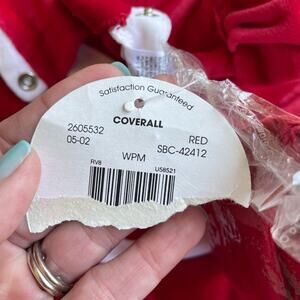 Satisfaction Guaranteed
COVERALL
2605532 RED
05-02 SBC-42412
WPM
RV8 US8521